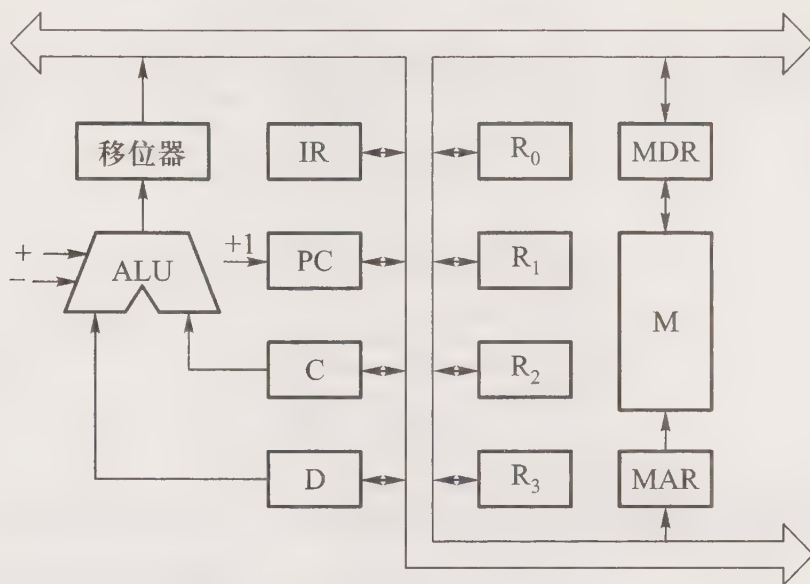 移位器
IR
R₀
MDR
+
−
ALU
+1
PC
R₁
M
C
R₂
D
R₃
MAR